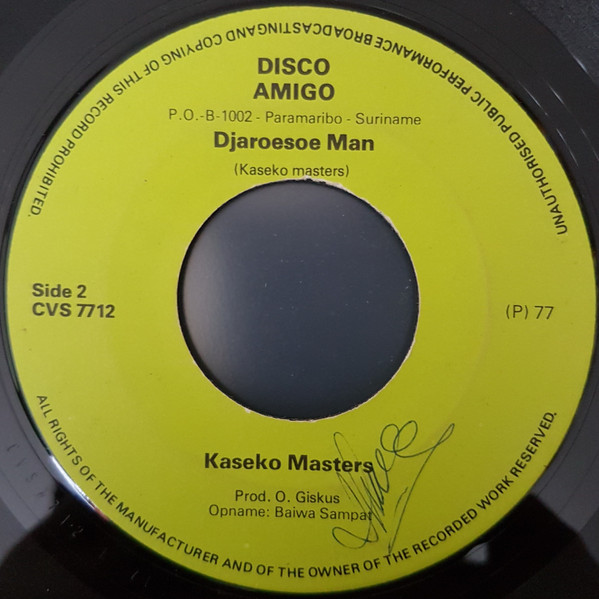 UNAUTHORISED PUBLIC PERFORMANCE BROADCASTING AND COPYING OF THIS RECORD PROHIBITED.
DISCO
AMIGO
P.O.-B-1002 - Paramaribo - Suriname
Djaroesoe Man
(Kaseko masters)
Side 2
CVS 7712
(P) 77
Kaseko Masters
Prod. O. Giskus
Opname: Baiwa Sampat
ALL RIGHTS OF THE MANUFACTURER AND OF THE OWNER OF THE RECORDED WORK RESERVED.